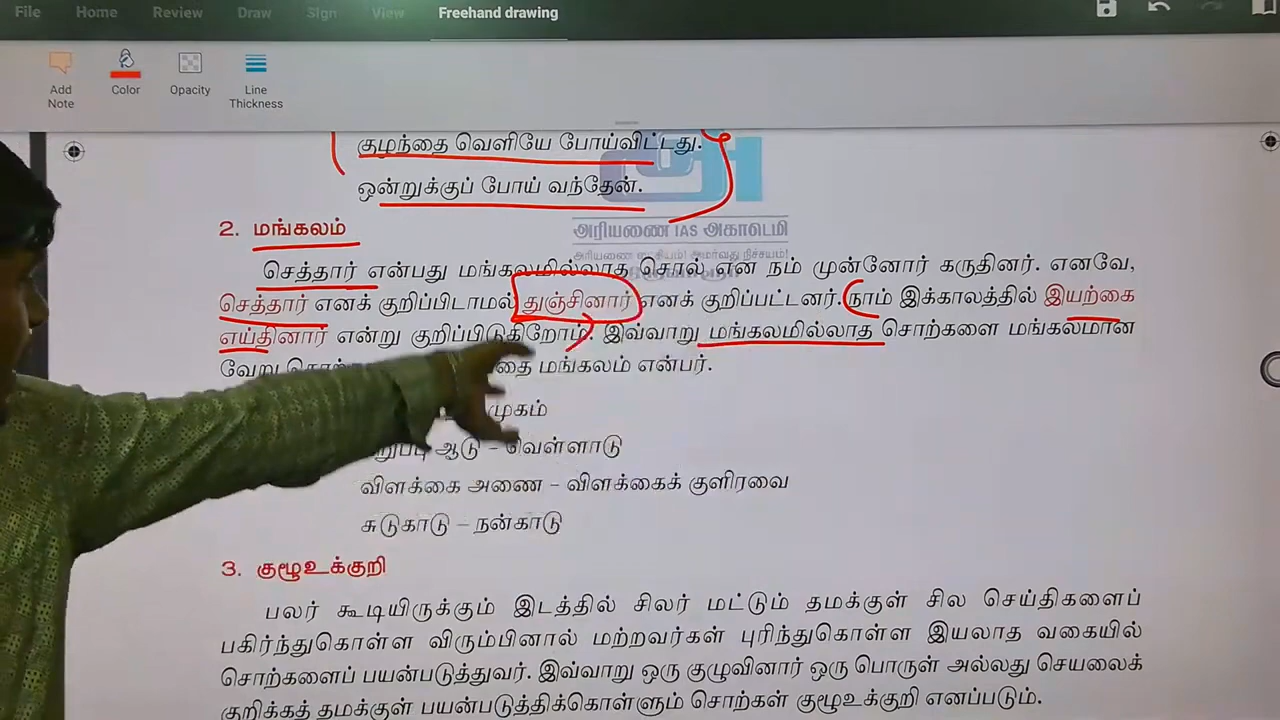 File Home Review Draw Sign View Freehand drawing
Add Note
Color
Opacity
Line Thickness
குழந்தை வெளியே போய்விட்டது.
ஒன்றுக்குப் போய் வந்தேன்.
அரியணை IAS அகாடெமி
2. மங்கலம்
செத்தார் என்பது மங்கலமில்லாத சொல் என நம் முன்னோர் கருதினர். எனவே,
செத்தார் எனக் குறிப்பிடாமல் துஞ்சினார் எனக் குறிப்பட்டனர். நாம் இக்காலத்தில் இயற்கை
எய்தினார் என்று குறிப்பிடுகிறோம். இவ்வாறு மங்கலமில்லாத சொற்களை மங்கலமான
வேறு மங்கலம் என்பர்.
முகம்
ஆடு – வெள்ளாடு
விளக்கை அணை – விளக்கைக் குளிரவை
சுடுகாடு – நன்காடு
3. குழூஉக்குறி
பலர் கூடியிருக்கும் இடத்தில் சிலர் மட்டும் தமக்குள் சில செய்திகளைப்
பகிர்ந்துகொள்ள விரும்பினால் மற்றவர்கள் புரிந்துகொள்ள இயலாத வகையில்
சொற்களைப் பயன்படுத்துவர். இவ்வாறு ஒரு குழுவினார் ஒரு பொருள் அல்லது செயலைக்
குறிக்கத் தமக்குள் பயன்படுத்திக்கொள்ளும் சொற்கள் குழூஉக்குறி எனப்படும்.